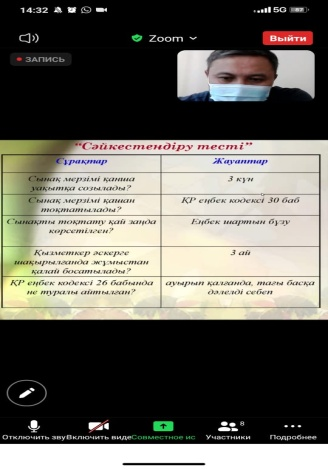 14:32
5G 82
Zoom
Выйти
ЗАПИСЬ
"Сәйкестендіру тесті"
Сұрақтар Жауаптар
Сынақ мерзімі қанша уақытқа созылады? 3 күн
Сынақ мерзімі қашан тоқтатылады? ҚР еңбек кодексі 30 баб
Сынақты тоқтату қай заңда көрсетілген? Еңбек шартын бұзу
Қызметкер әскерге шақырылғанда жұмыстан қалай босатылады? 3 ай
ҚР еңбек кодексі 26 бабында не туралы айтылған? ауырып қалғанда, тағы басқа дәлелді себеп
8
Отключить зву Включить виде Совместное ис Участники Подробнее